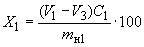 X₁ = (V₁ - V₃)C₁ / mн1 · 100